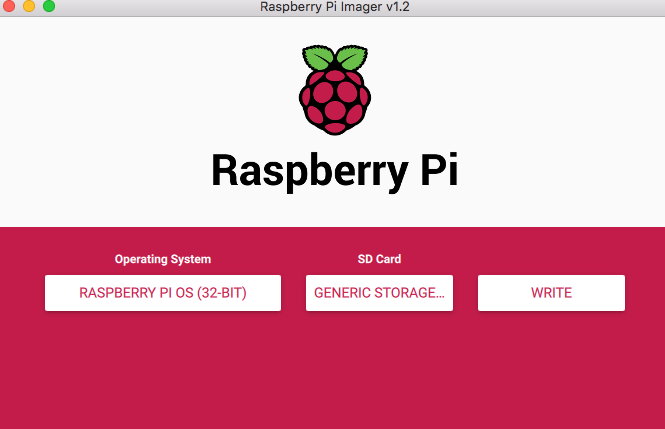 Raspberry Pi Imager v1.2
Raspberry Pi
Operating System
SD Card
RASPBERRY PI OS (32-BIT)
GENERIC STORAGE...
WRITE